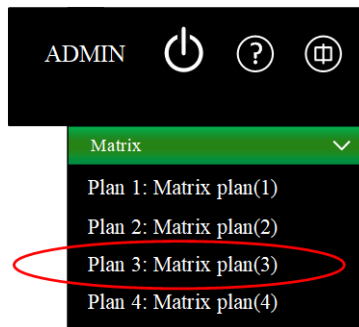 ADMIN ? 中
Matrix
Plan 1: Matrix plan(1)
Plan 2: Matrix plan(2)
Plan 3: Matrix plan(3)
Plan 4: Matrix plan(4)